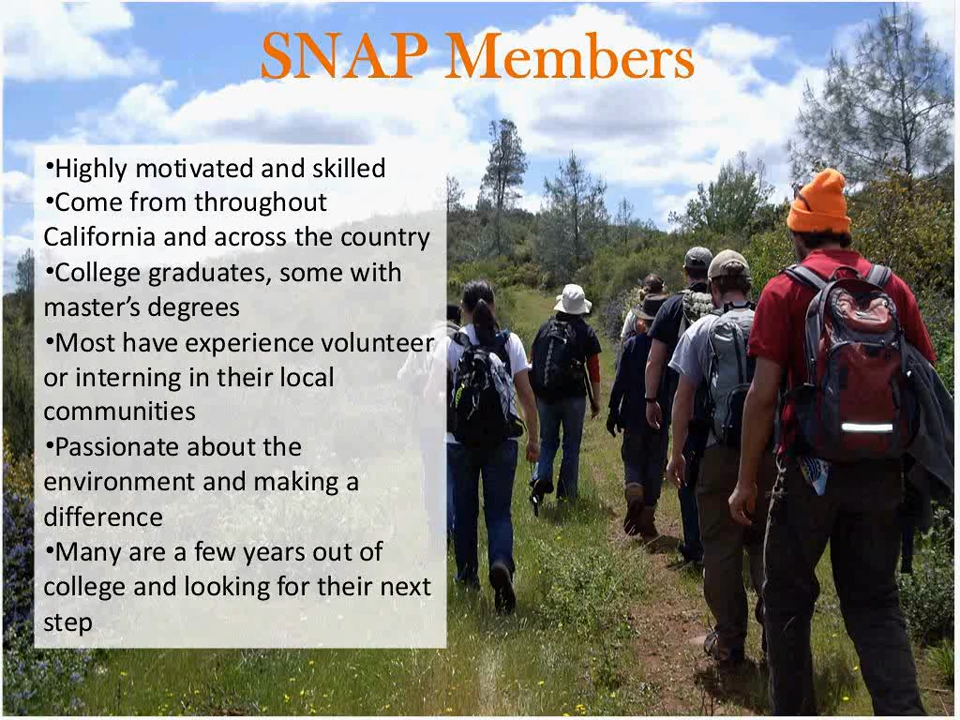 SNAP Members
•Highly motivated and skilled
•Come from throughout
California and across the country
•College graduates, some with
master’s degrees
•Most have experience volunteer
or interning in their local
communities
•Passionate about the
environment and making a
difference
•Many are a few years out of
college and looking for their next
step